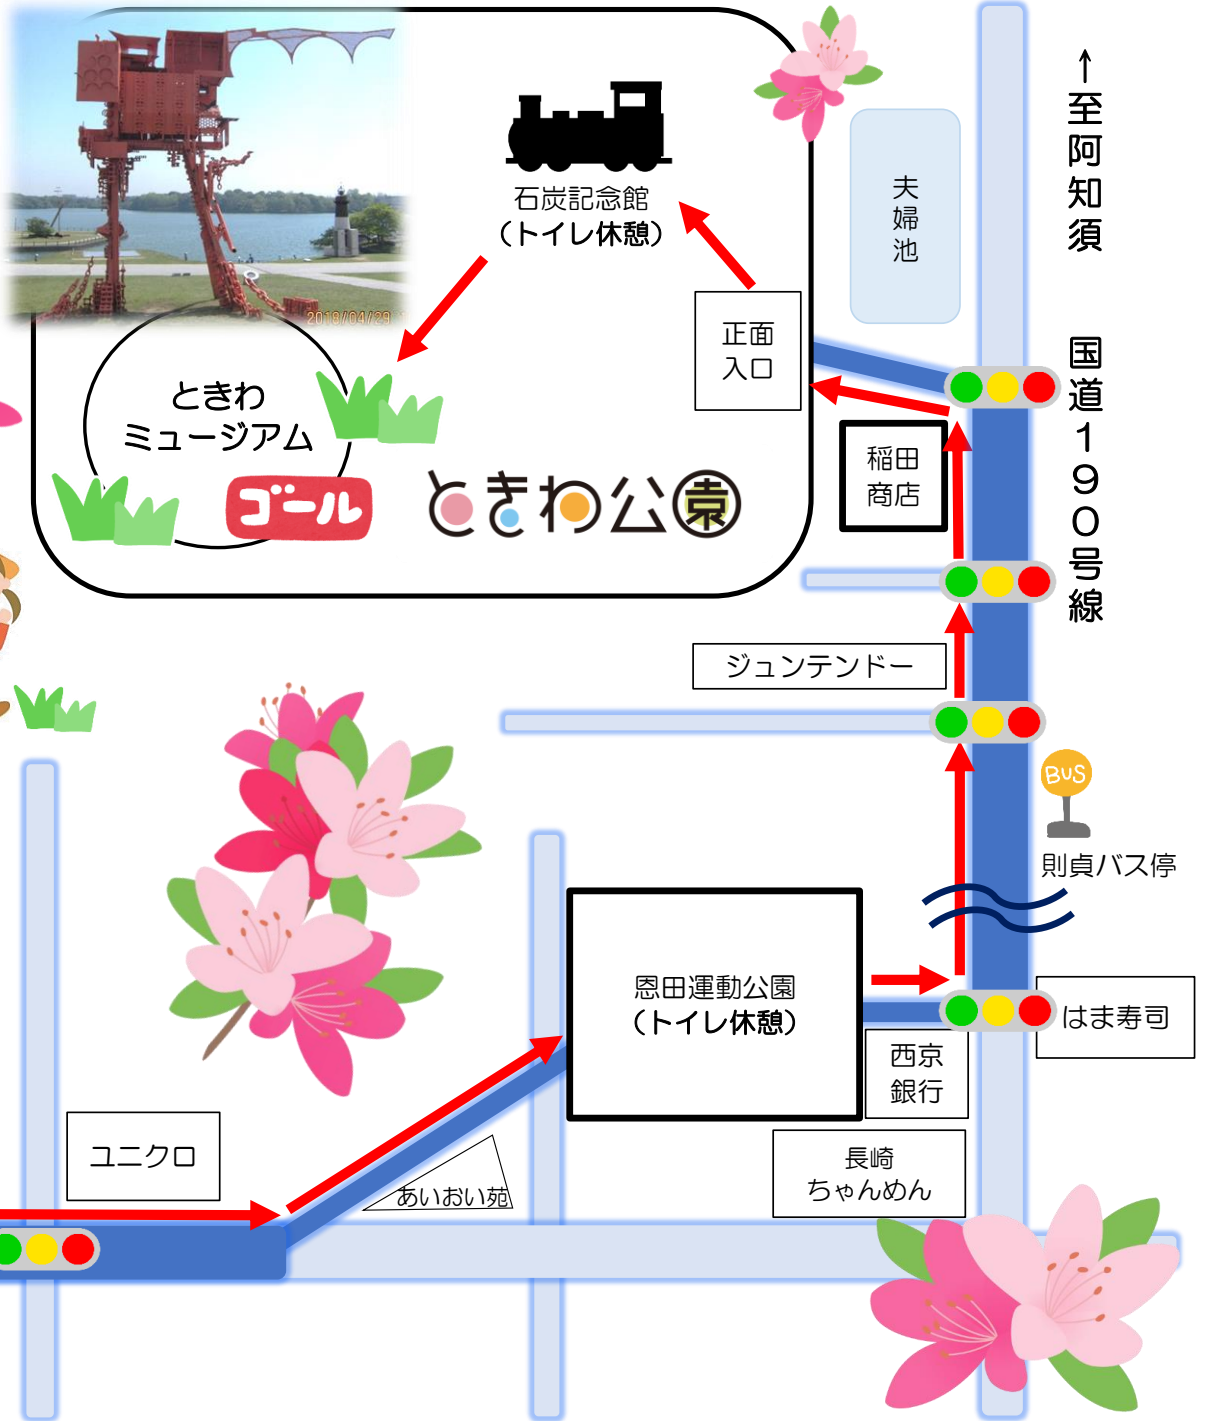 2018/04/29
石炭記念館
(トイレ休憩)
↑至阿知須 国道190号線
夫婦池
正面
入口
ときわ
ミュージアム
ゴール
ときわ公園
稲田
商店
ジュンテンドー
BUS
則貞バス停
恩田運動公園
(トイレ休憩)
はま寿司
西京
銀行
ユニクロ
長崎
ちゃんめん
あいおい苑